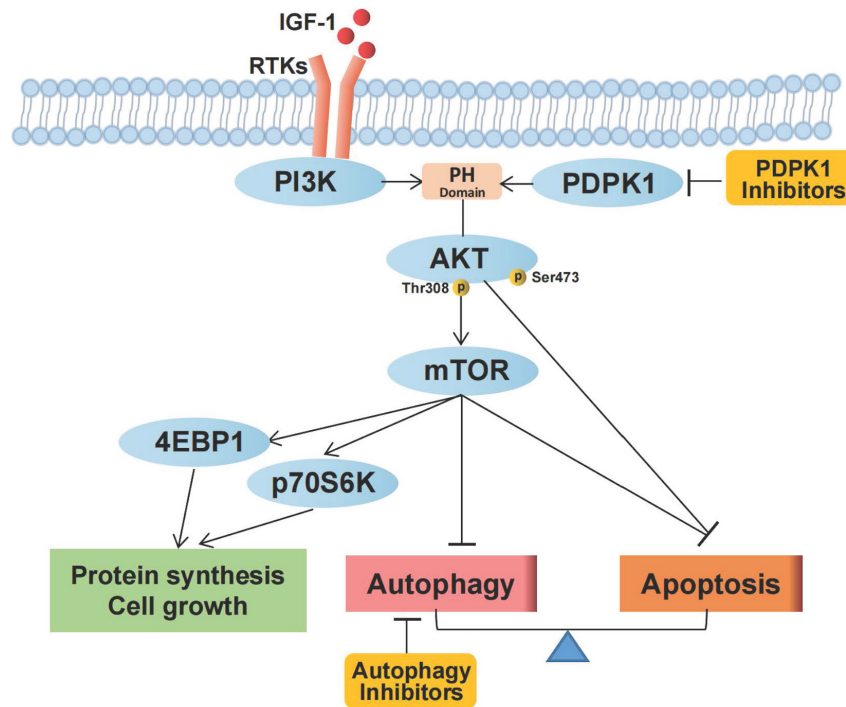 IGF-1
RTKs
PI3K
PH
Domain
PDPK1
PDPK1
Inhibitors
AKT
Thr308
p
p
Ser473
mTOR
4EBP1
p70S6K
Protein synthesis
Cell growth
Autophagy
Apoptosis
Autophagy
Inhibitors